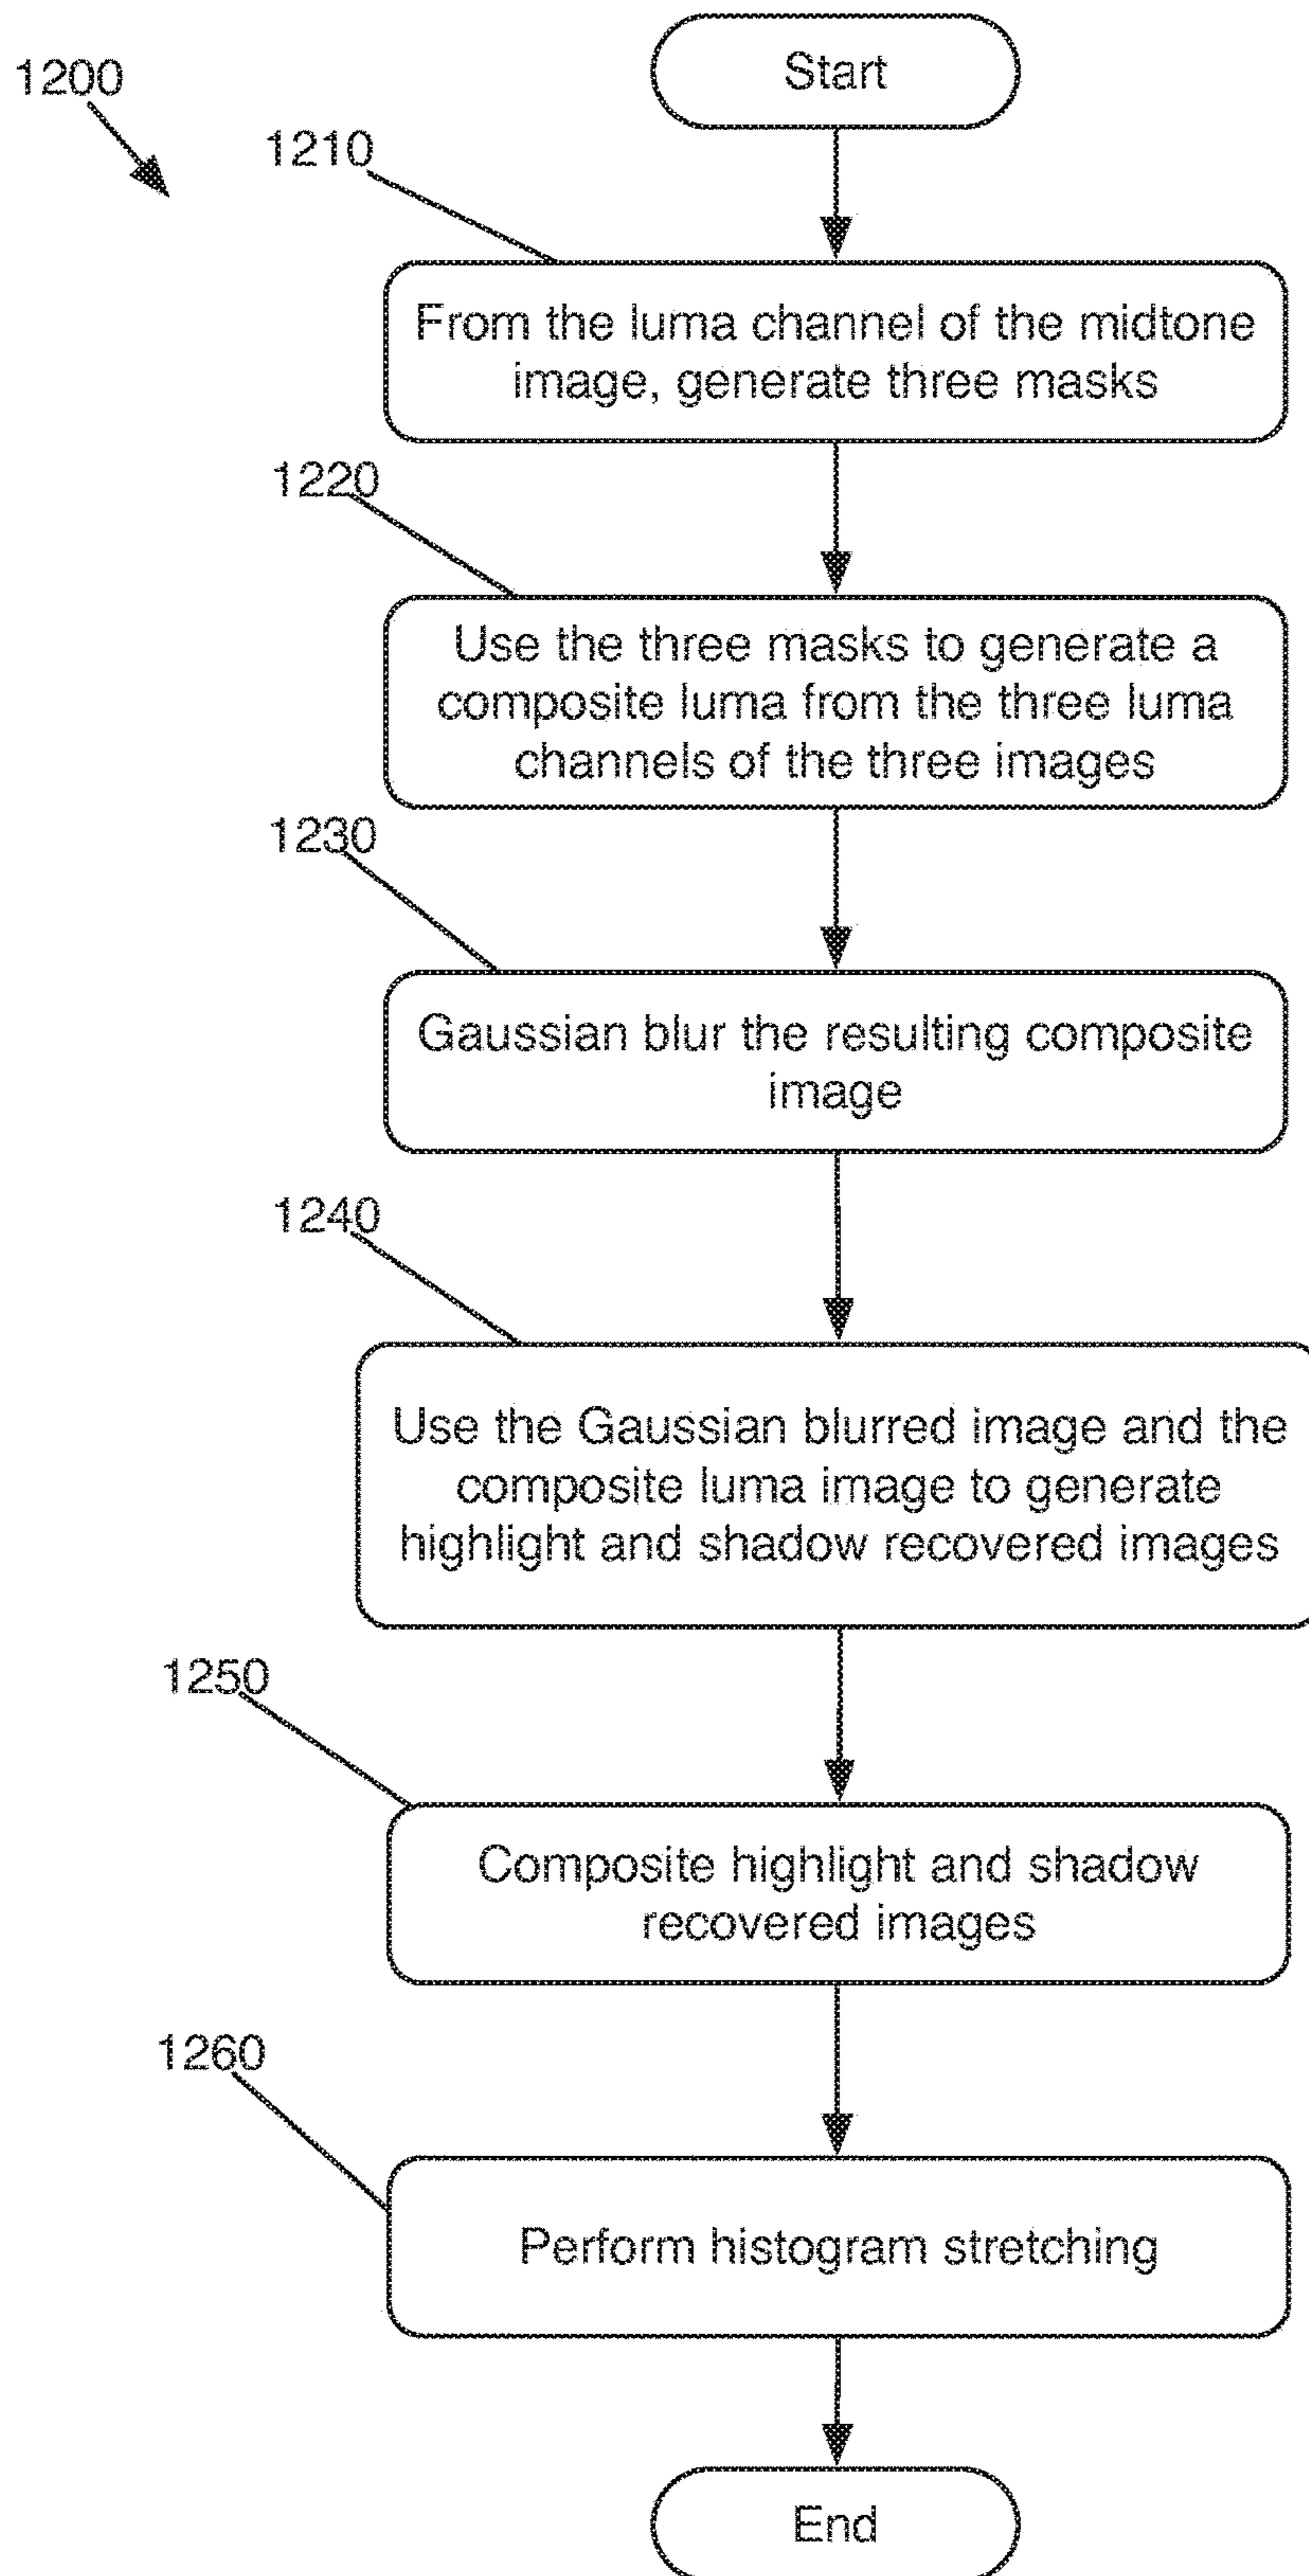 1200
Start
1210
From the luma channel of the midtone
image, generate three masks
1220
Use the three masks to generate a
composite luma from the three luma
channels of the three images
1230
Gaussian blur the resulting composite
image
1240
Use the Gaussian blurred image and the
composite luma image to generate
highlight and shadow recovered images
1250
Composite highlight and shadow
recovered images
1260
Perform histogram stretching
End